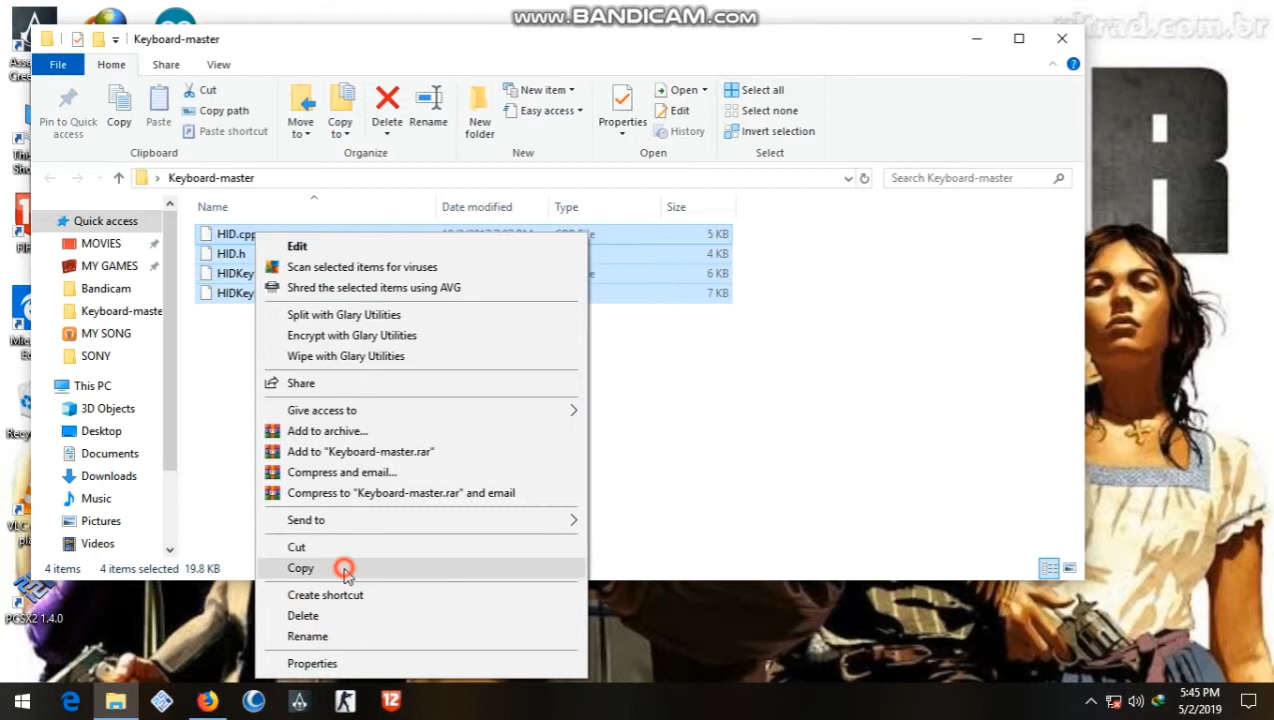 www.BANDICAM.com
Keyboard-master
File
Home
Share
View
Pin to Quick access
Copy
Paste
Cut
Copy path
Paste shortcut
Move to
Copy to
Delete
Rename
New folder
New item
Easy access
Properties
Open
Edit
History
Select all
Select none
Invert selection
Clipboard
Organize
New
Open
Select
Keyboard-master
Search Keyboard-master
Quick access
MOVIES
MY GAMES
Bandicam
Keyboard-maste
MY SONG
SONY
This PC
3D Objects
Desktop
Documents
Downloads
Music
Pictures
Videos
Name
Date modified
Type
Size
HID.cpp
5 KB
HID.h
4 KB
HIDKey
6 KB
HIDKey
7 KB
Edit
Scan selected items for viruses
Shred the selected items using AVG
Split with Glary Utilities
Encrypt with Glary Utilities
Wipe with Glary Utilities
Share
Give access to
Add to archive...
Add to "Keyboard-master.rar"
Compress and email...
Compress to "Keyboard-master.rar" and email
Send to
Cut
Copy
Create shortcut
Delete
Rename
Properties
4 items
4 items selected 19.8 KB
PCSX2 1.4.0
R
12
5:45 PM
5/2/2019